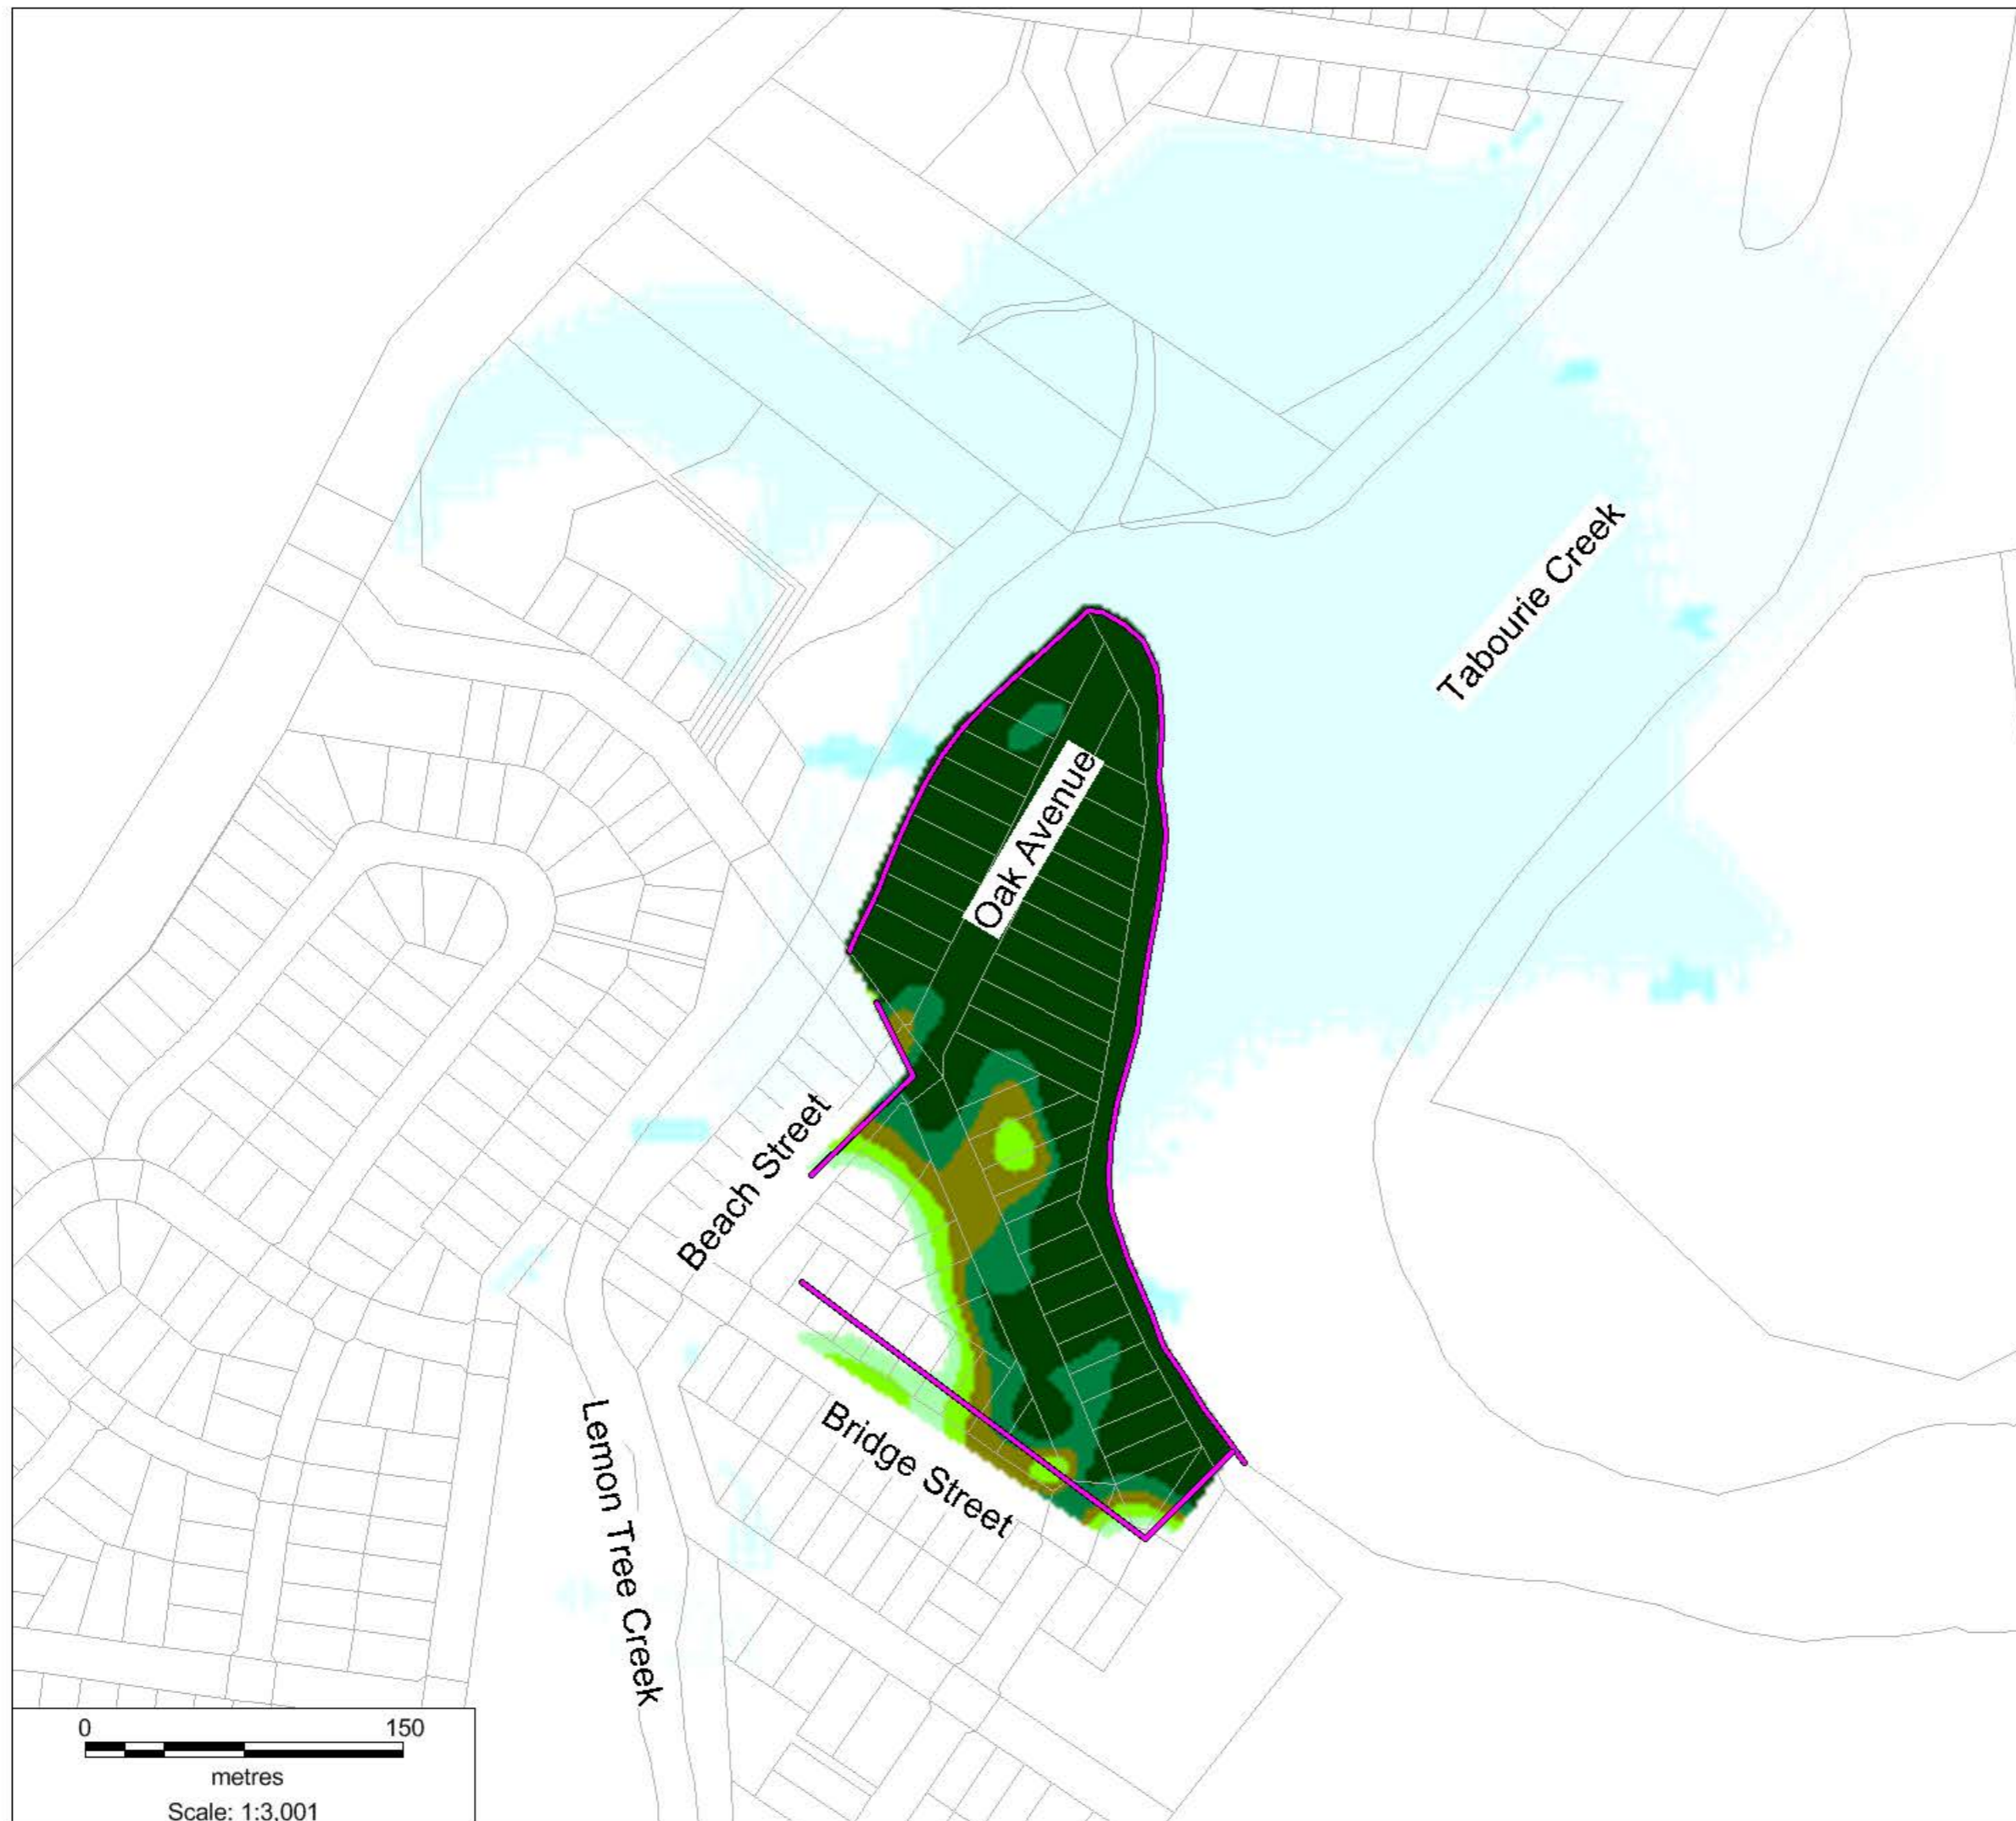 Tabourie Creek
Oak Avenue
Beach Street
Bridge Street
Lemon Tree Creek
0 150
metres
Scale: 1:3,001